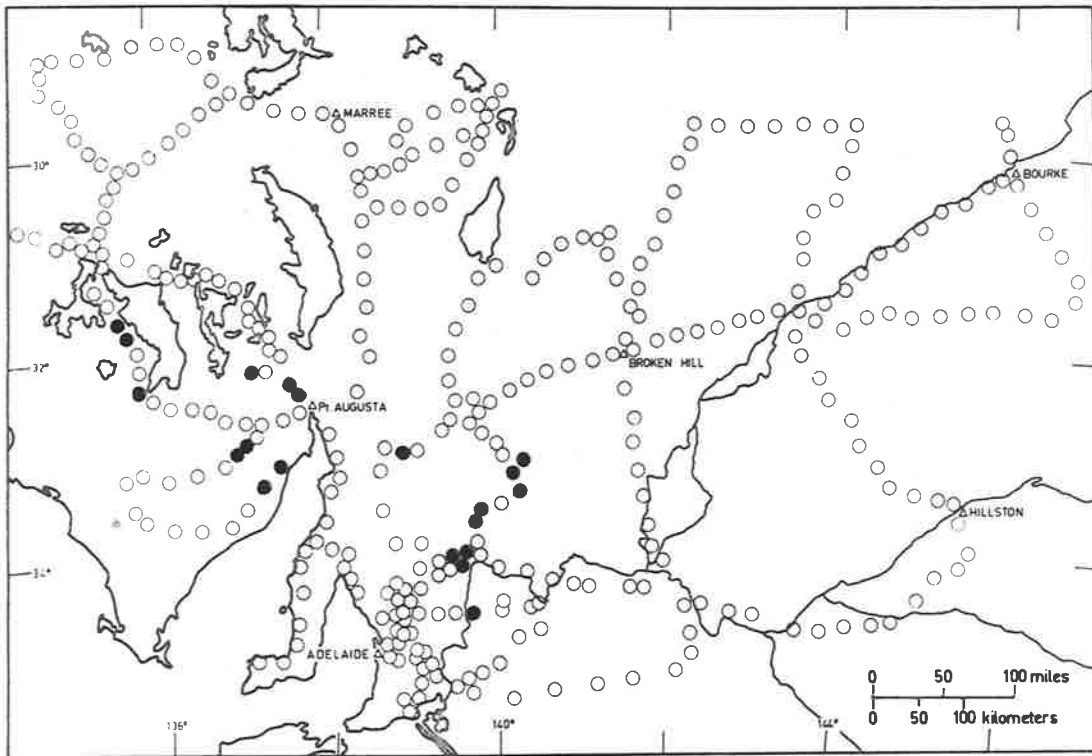 MARREE
30°
BOURKE
32°
BROKEN HILL
Pt. AUGUSTA
HILLSTON
34°
ADELAIDE
0 50 100 miles
0 50 100 kilometers
136° 140° 144°